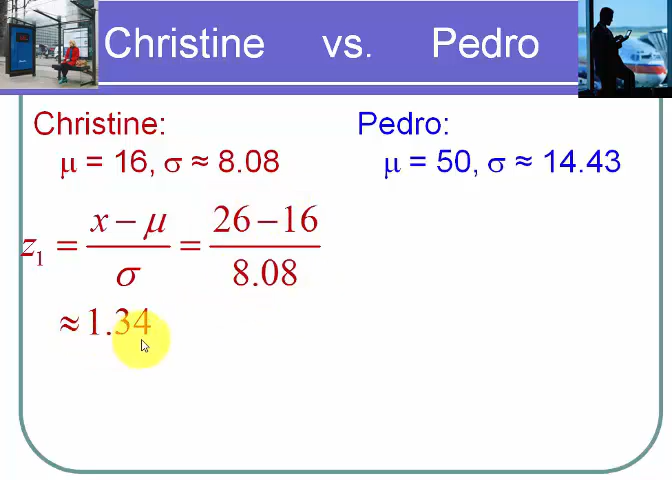 Christine vs. Pedro
Christine:
μ = 16, σ ≈ 8.08
Pedro:
μ = 50, σ ≈ 14.43
z₁ = (x − μ)/σ = (26 − 16)/8.08
≈ 1.34